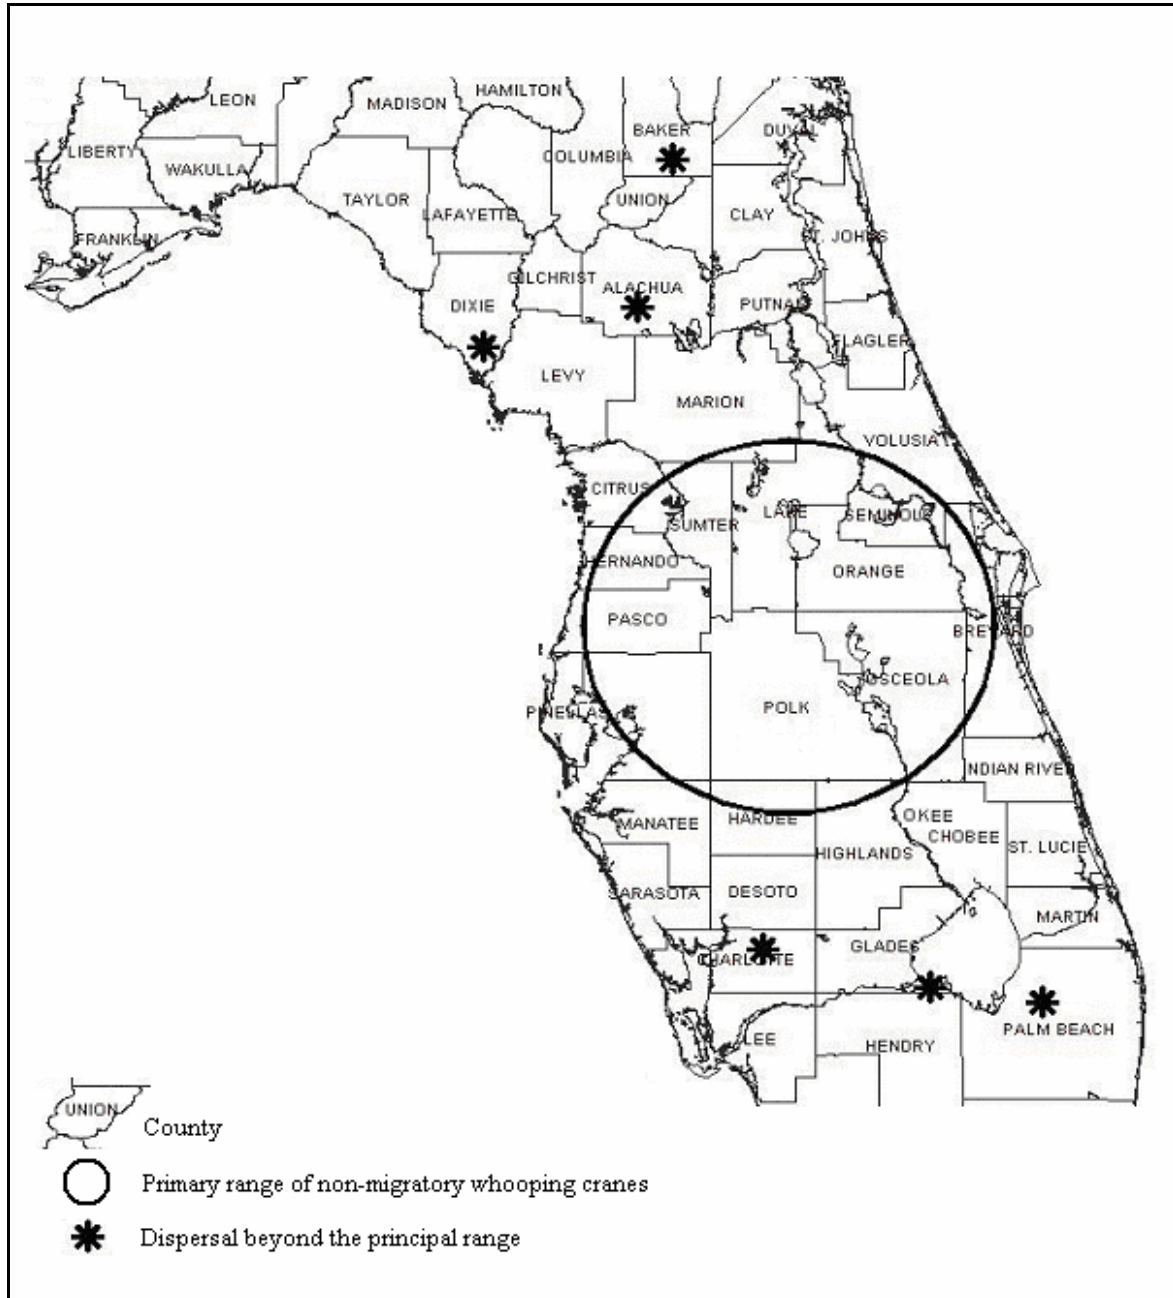 HAMILTON
LEON
MADISON
BAKER
DUVAL
LIBERTY
COLUMBIA
WAKULLA
TAYLOR
UNION
LAFAYETTE
CLAY
FRANKLIN
ST. JOHNS
GILCHRIST
ALACHUA
DIXIE
PUTNAM
FLAGLER
LEVY
MARION
VOLUSIA
CITRUS
LAKE
SEMINOLE
SUMTER
HERNANDO
ORANGE
PASCO
BREVARD
OSCEOLA
POLK
PINELLAS
INDIAN RIVER
MANATEE
HARDEE
OKEE
CHOBEE
HIGHLANDS
ST. LUCIE
SARASOTA
DESOTO
MARTIN
GLADES
CHARLOTTE
PALM BEACH
LEE
HENDRY
UNION
County
Primary range of non-migratory whooping cranes
Dispersal beyond the principal range